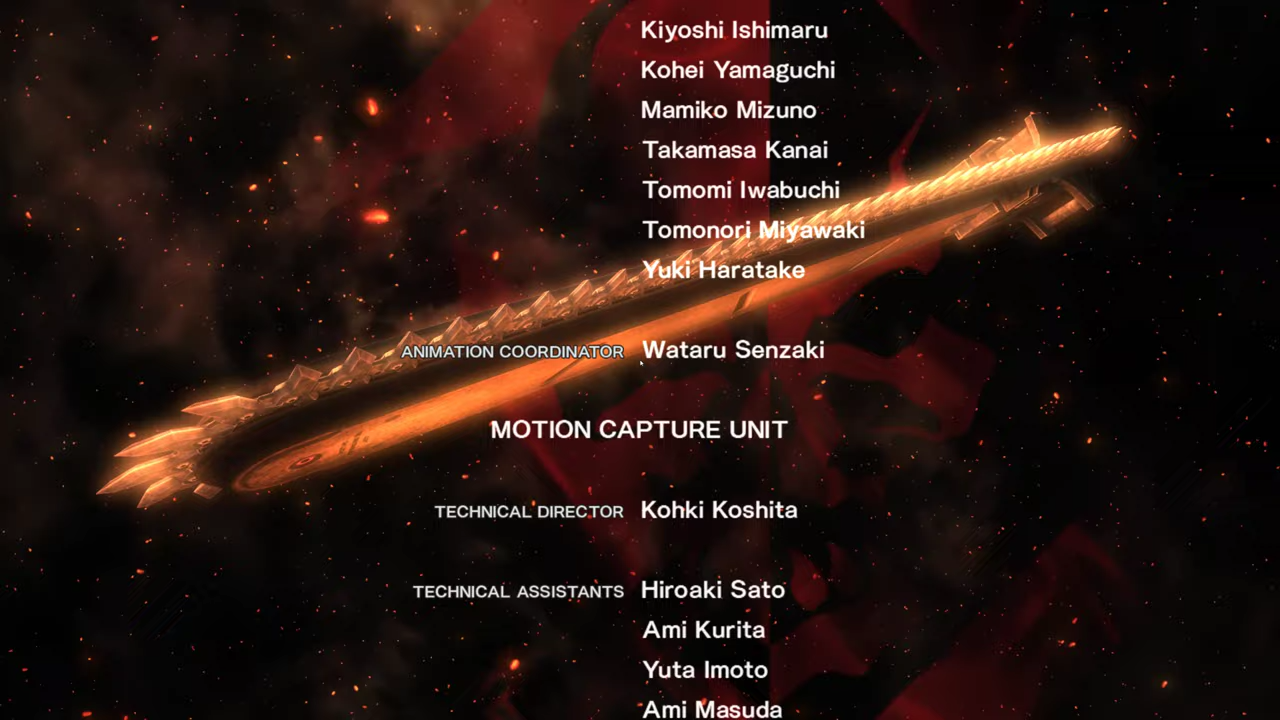 Kiyoshi Ishimaru
Kohei Yamaguchi
Mamiko Mizuno
Takamasa Kanai
Tomomi Iwabuchi
Tomonori Miyawaki
Yuki Haratake
ANIMATION COORDINATOR Wataru Senzaki
MOTION CAPTURE UNIT
TECHNICAL DIRECTOR Kohki Koshita
TECHNICAL ASSISTANTS Hiroaki Sato
Ami Kurita
Yuta Imoto
Ami Masuda